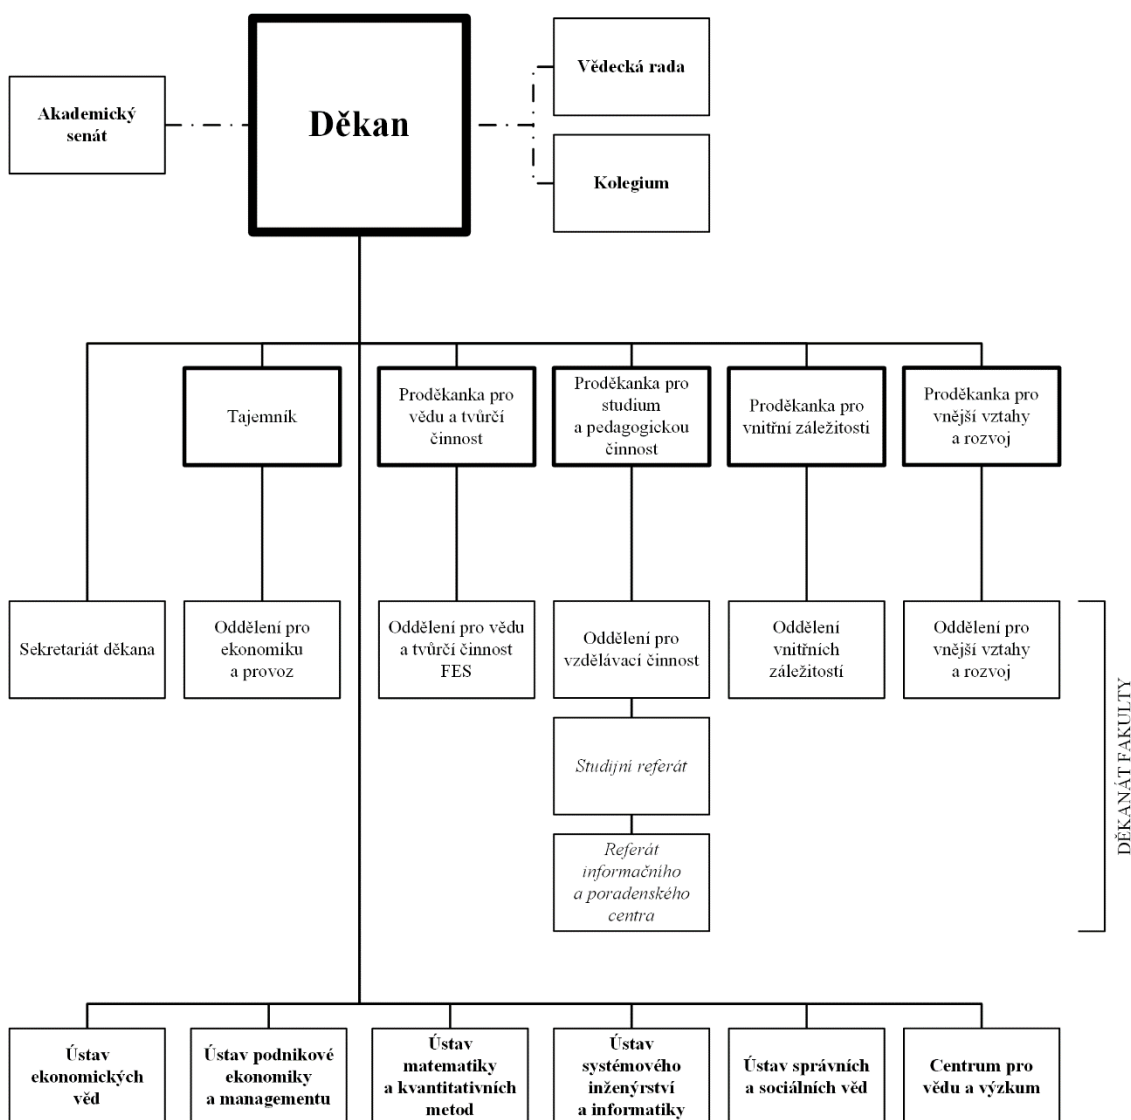 Akademický
senát
Děkan
Vědecká rada
Kolegium
Tajemník
Proděkanka pro
vědu a tvůrčí
činnost
Proděkanka pro
studium
a pedagogickou
činnost
Proděkanka pro
vnitřní záležitosti
Proděkanka pro
vnější vztahy
a rozvoj
Sekretariát děkana
Oddělení pro
ekonomiku
a provoz
Oddělení pro vědu
a tvůrčí činnost
FES
Oddělení pro
vzdělávací činnost
Oddělení
vnitřních
záležitostí
Oddělení pro
vnější vztahy
a rozvoj
Studijní referát
Referát
informačního
a poradenského
centra
DĚKANÁT FAKULTY
Ústav
ekonomických
věd
Ústav podnikové
ekonomiky
a managementu
Ústav
matematiky
a kvantitativních
metod
Ústav
systémového
inženýrství
a informatiky
Ústav správních
a sociálních věd
Centrum pro
vědu a výzkum